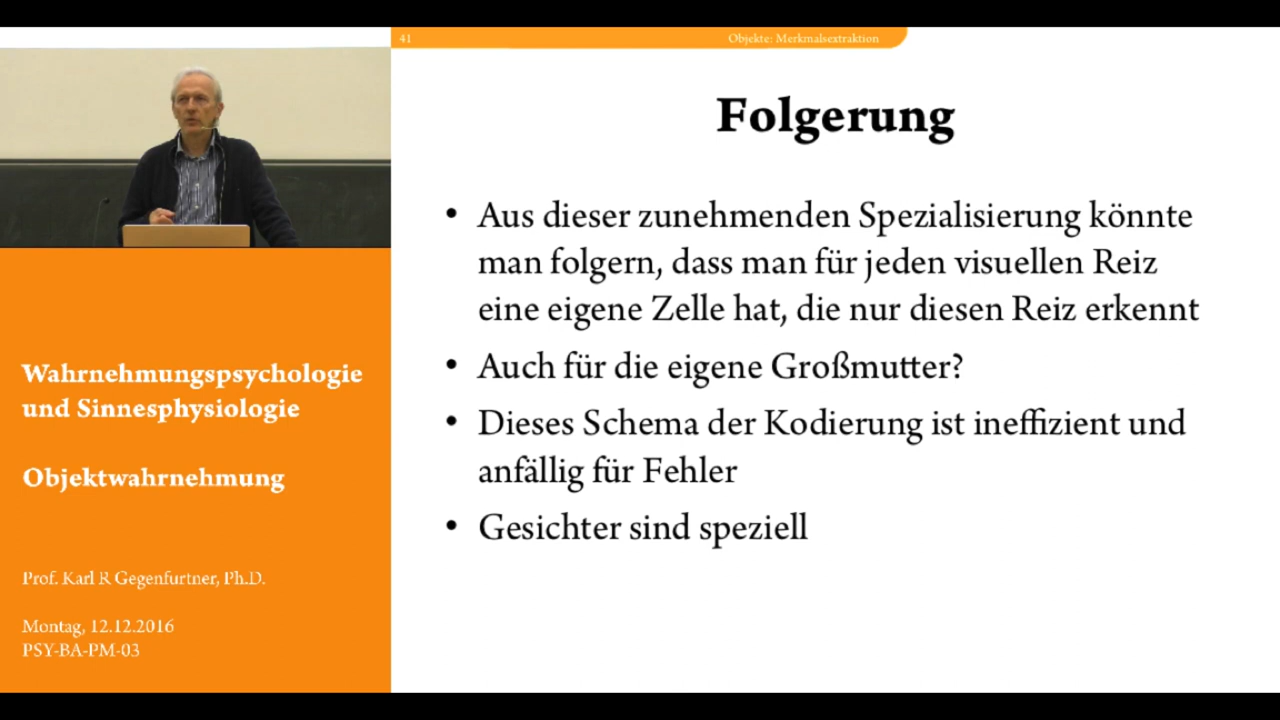 41
Objekte: Merkmalsextraktion
Folgerung
• Aus dieser zunehmenden Spezialisierung könnte
man folgern, dass man für jeden visuellen Reiz
eine eigene Zelle hat, die nur diesen Reiz erkennt
• Auch für die eigene Großmutter?
• Dieses Schema der Kodierung ist ineffizient und
anfällig für Fehler
• Gesichter sind speziell
Wahrnehmungspsychologie
und Sinnesphysiologie
Objektwahrnehmung
Prof. Karl R Gegenfurtner, Ph.D.
Montag, 12.12.2016
PSY-BA-PM-03